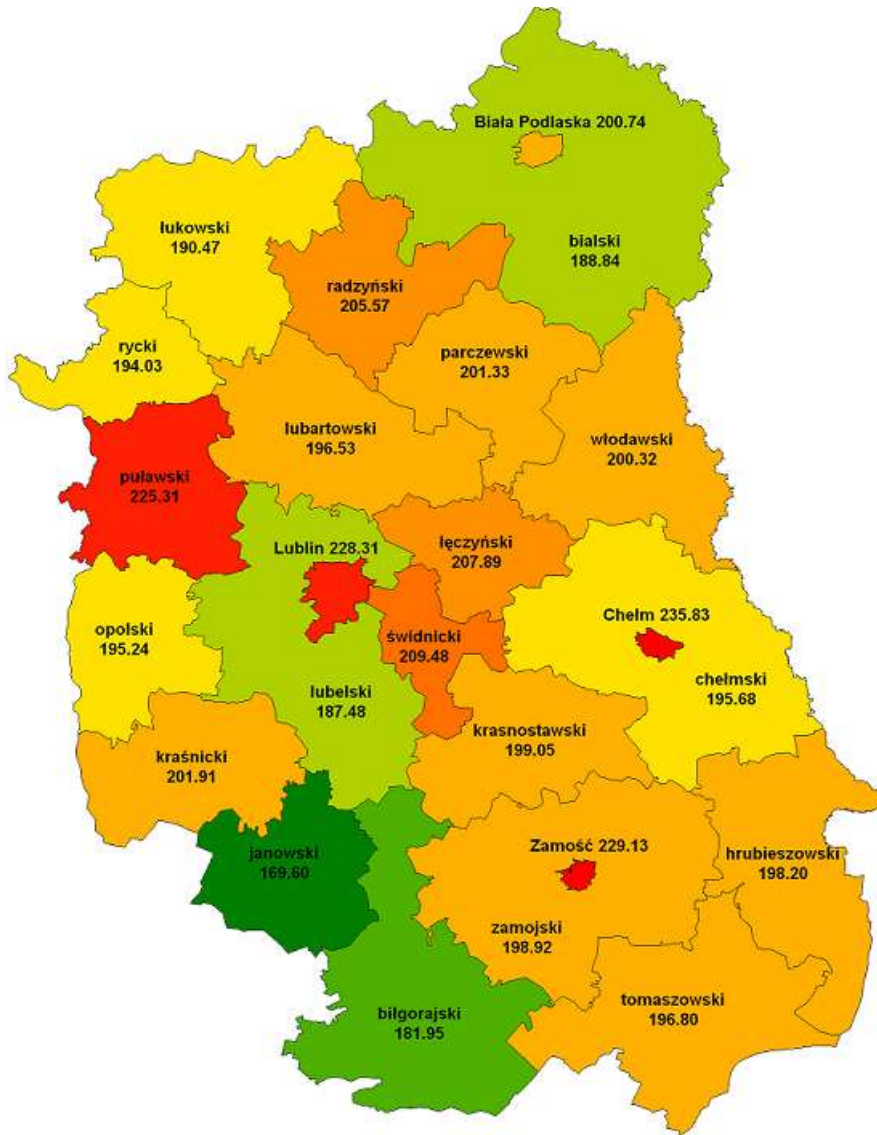 Biała Podlaska 200.74
łukowski
190.47
bialski
188.84
radzyński
205.57
rycki
194.03
parczewski
201.33
lubartowski
196.53
włodawski
200.32
puławski
225.31
Lublin 228.31
łęczyński
207.89
opolski
195.24
świdnicki
209.48
Chełm 235.83
chełmski
195.68
lubelski
187.48
krasnostawski
199.05
kraśnicki
201.91
janowski
169.60
Zamość 229.13
hrubieszowski
198.20
zamojski
198.92
tomaszowski
196.80
biłgorajski
181.95